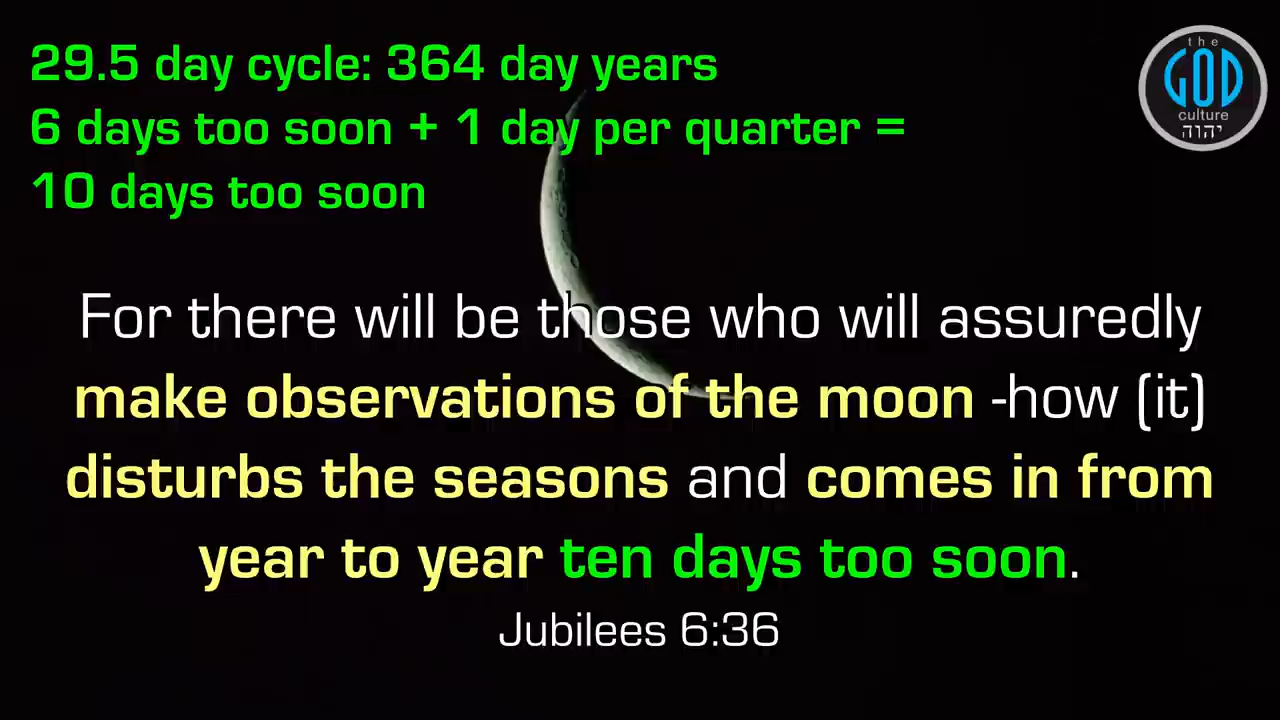 29.5 day cycle: 364 day years
6 days too soon + 1 day per quarter =
10 days too soon
the
GOD
culture
יהוה
For there will be those who will assuredly
make observations of the moon -how (it)
disturbs the seasons and comes in from
year to year ten days too soon.
Jubilees 6:36